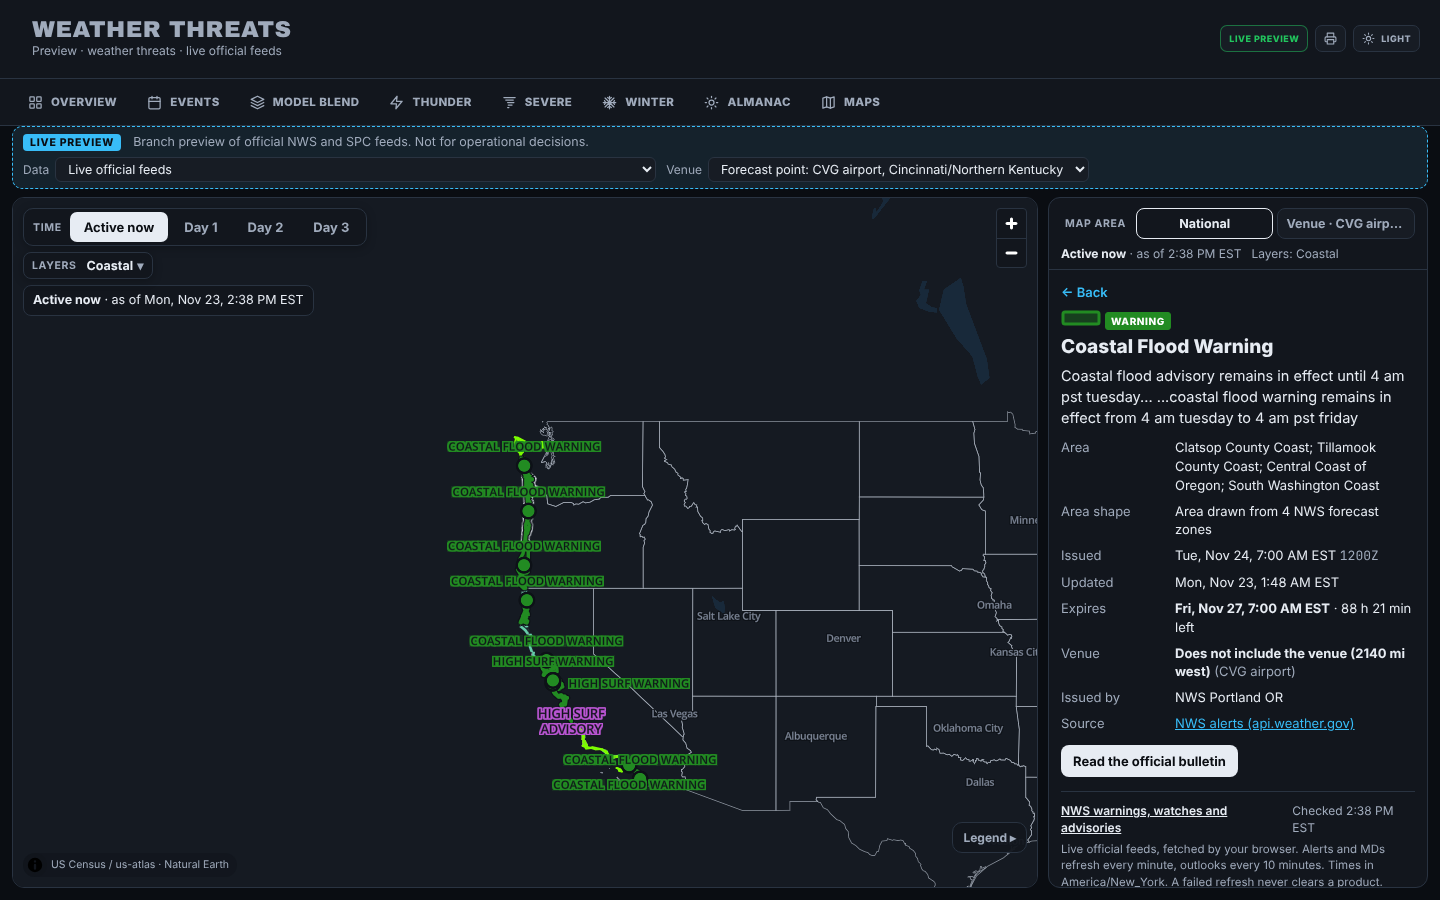 WEATHER THREATS
Preview · weather threats · live official feeds
LIVE PREVIEW
LIGHT
OVERVIEW
EVENTS
MODEL BLEND
THUNDER
SEVERE
WINTER
ALMANAC
MAPS
LIVE PREVIEW Branch preview of official NWS and SPC feeds. Not for operational decisions.
Data Live official feeds
Venue Forecast point: CVG airport, Cincinnati/Northern Kentucky
TIME Active now Day 1 Day 2 Day 3
LAYERS Coastal ▾
Active now · as of Mon, Nov 23, 2:38 PM EST
+
−
COASTAL FLOOD WARNING
COASTAL FLOOD WARNING
COASTAL FLOOD WARNING
COASTAL FLOOD WARNING
COASTAL FLOOD WARNING
HIGH SURF WARNING
HIGH SURF WARNING
HIGH SURF
ADVISORY
COASTAL FLOOD WARNING
COASTAL FLOOD WARNING
Minne
Salt Lake City
Omaha
Denver
Kansas Cit
Las Vegas
Albuquerque
Oklahoma City
Dallas
Legend ▸
US Census / us-atlas · Natural Earth
MAP AREA National Venue · CVG airp...
Active now · as of 2:38 PM EST Layers: Coastal
← Back
WARNING
Coastal Flood Warning
Coastal flood advisory remains in effect until 4 am
pst tuesday... ...coastal flood warning remains in
effect from 4 am tuesday to 4 am pst friday
Area Clatsop County Coast; Tillamook
County Coast; Central Coast of
Oregon; South Washington Coast
Area shape Area drawn from 4 NWS forecast
zones
Issued Tue, Nov 24, 7:00 AM EST 1200Z
Updated Mon, Nov 23, 1:48 AM EST
Expires Fri, Nov 27, 7:00 AM EST · 88 h 21 min
left
Venue Does not include the venue (2140 mi
west) (CVG airport)
Issued by NWS Portland OR
Source NWS alerts (api.weather.gov)
Read the official bulletin
NWS warnings, watches and
advisories
Checked 2:38 PM
EST
Live official feeds, fetched by your browser. Alerts and MDs
refresh every minute, outlooks every 10 minutes. Times in
America/New_York. A failed refresh never clears a product.